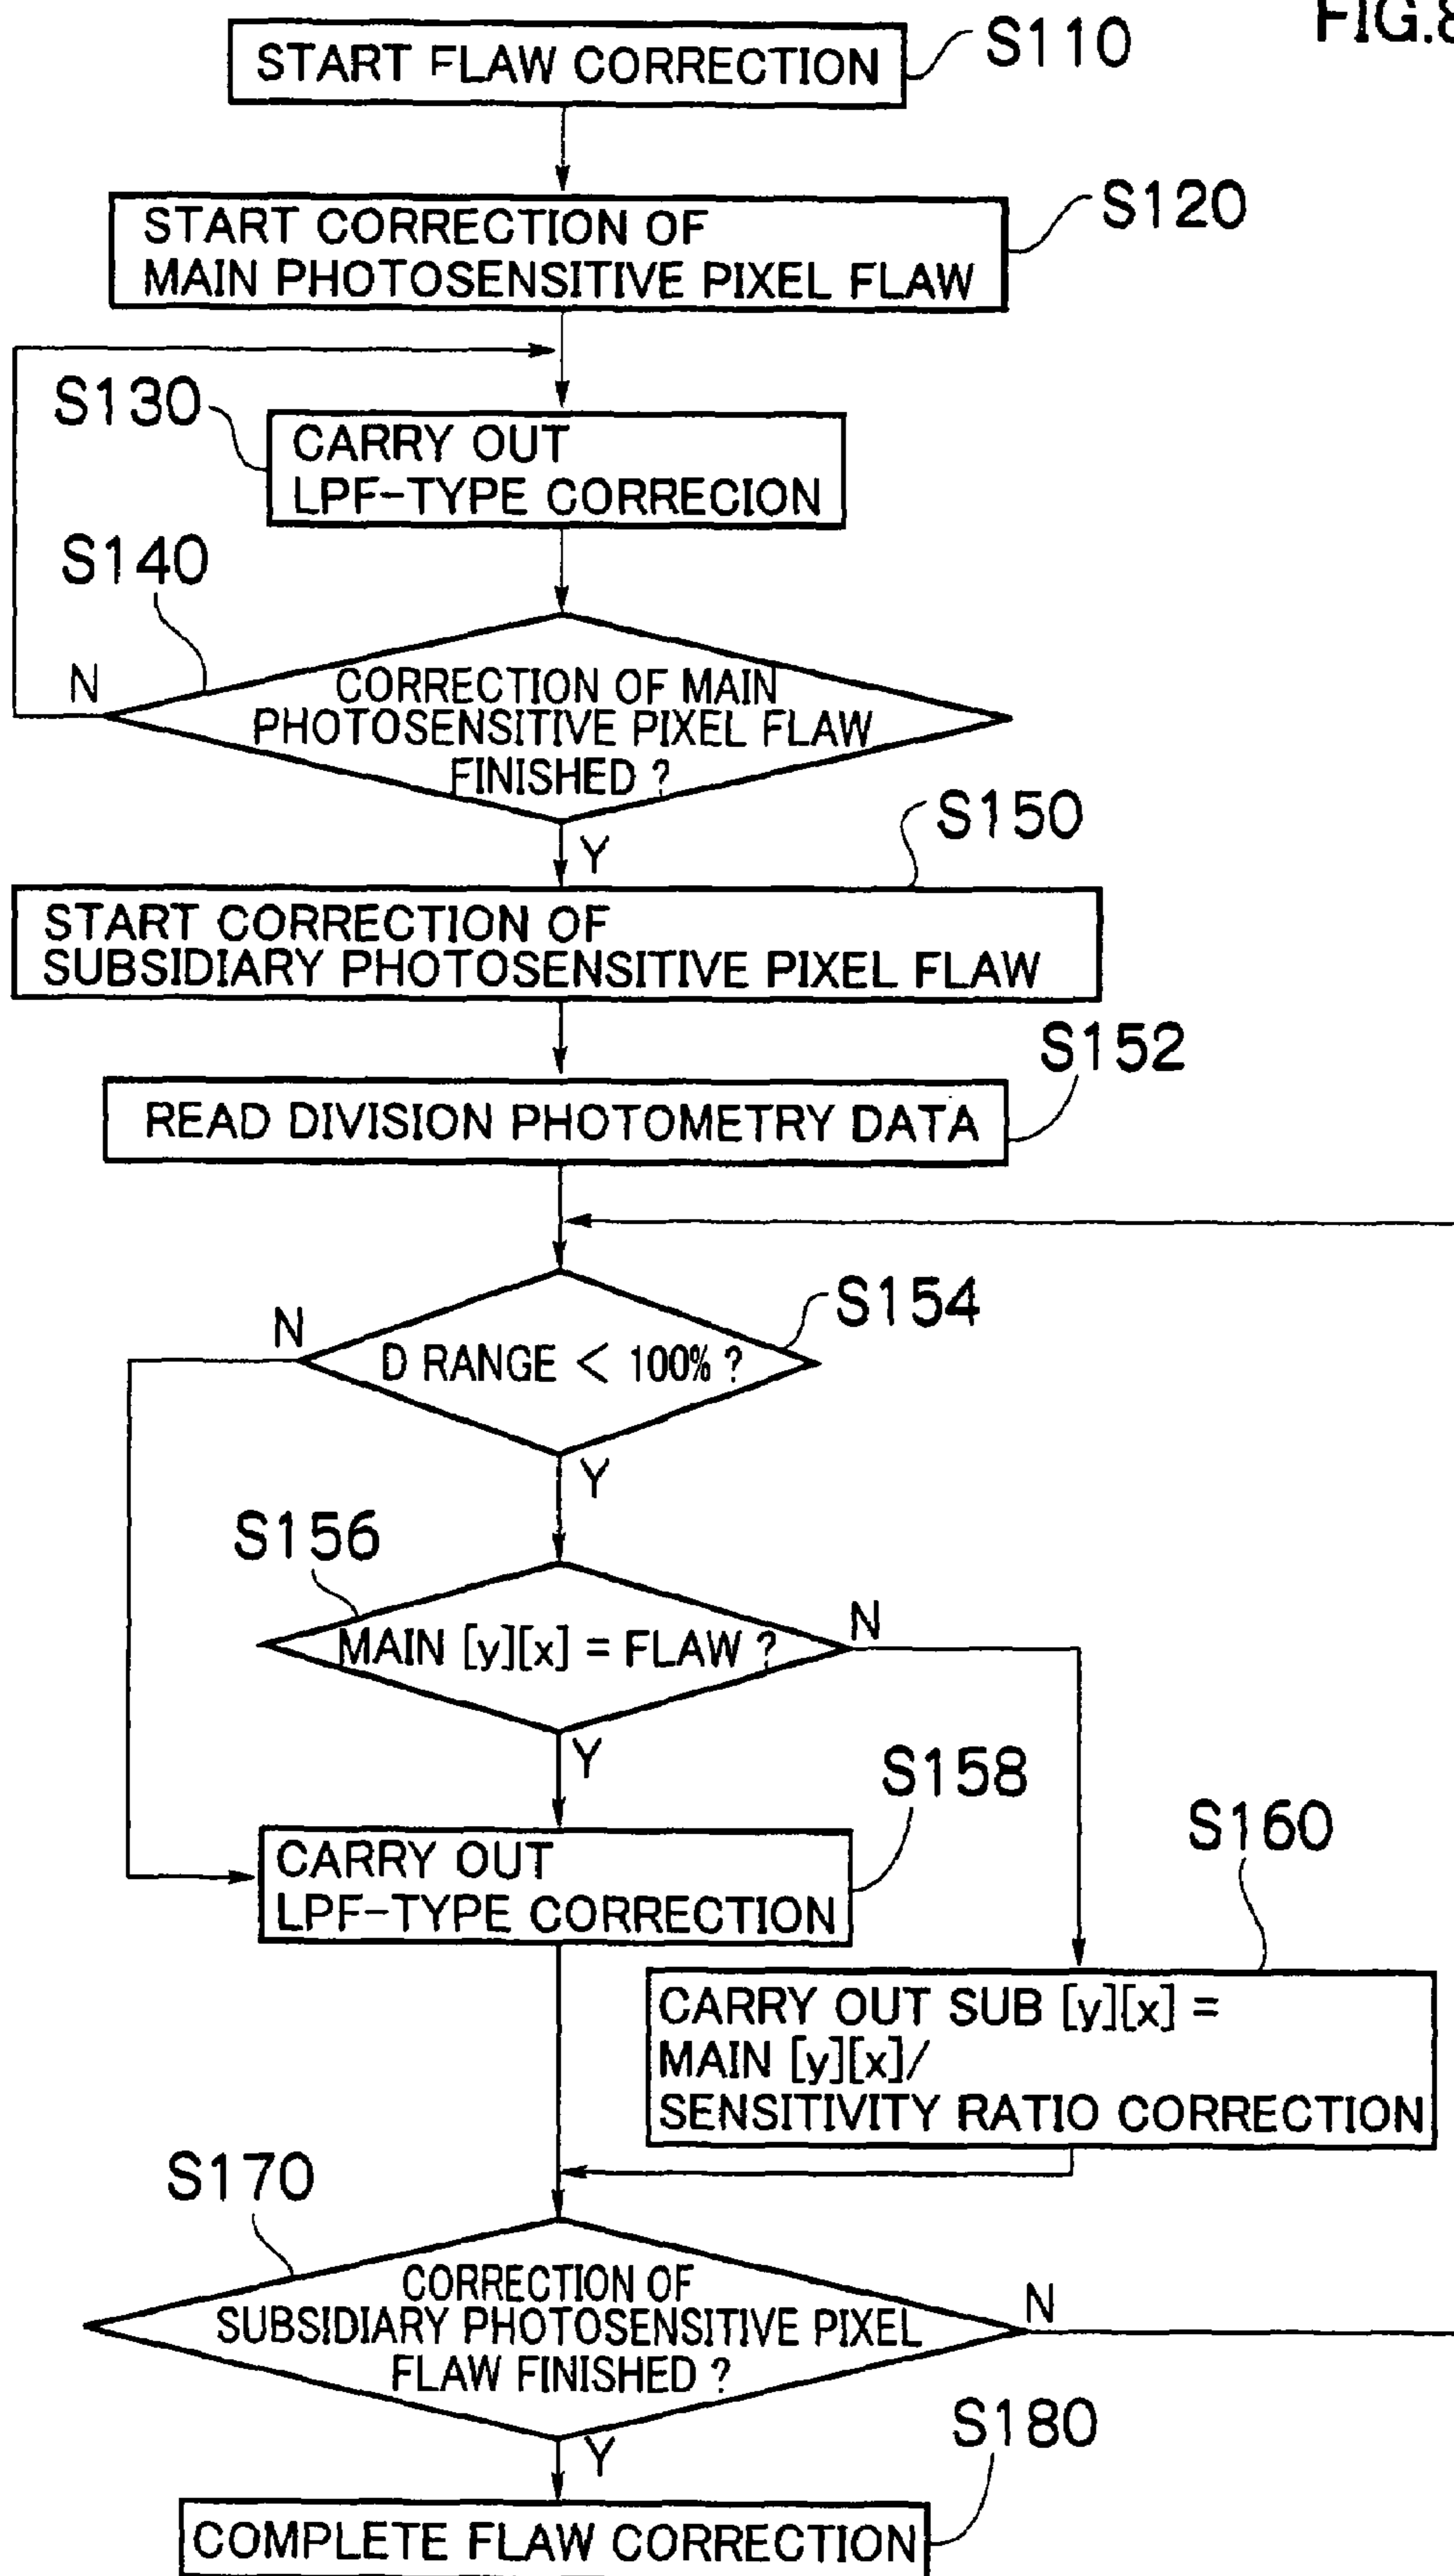 FIG.8
START FLAW CORRECTION
S110
START CORRECTION OF
MAIN PHOTOSENSITIVE PIXEL FLAW
S120
S130
CARRY OUT
LPF-TYPE CORRECION
S140
N
CORRECTION OF MAIN
PHOTOSENSITIVE PIXEL FLAW
FINISHED ?
Y
S150
START CORRECTION OF
SUBSIDIARY PHOTOSENSITIVE PIXEL FLAW
S152
READ DIVISION PHOTOMETRY DATA
S154
N
D RANGE < 100% ?
Y
S156
MAIN [y][x] = FLAW ?
N
Y
S158
CARRY OUT
LPF-TYPE CORRECTION
S160
CARRY OUT SUB [y][x] =
MAIN [y][x]/
SENSITIVITY RATIO CORRECTION
S170
CORRECTION OF
SUBSIDIARY PHOTOSENSITIVE PIXEL
FLAW FINISHED ?
N
Y
S180
COMPLETE FLAW CORRECTION